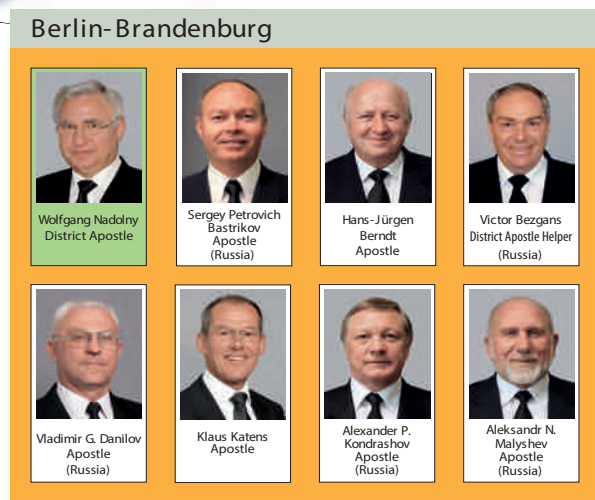 Berlin-Brandenburg
Wolfgang Nadolny
District Apostle
Sergey Petrovich
Bastrikov
Apostle
(Russia)
Hans-Jürgen
Berndt
Apostle
Victor Bezgans
District Apostle Helper
(Russia)
Vladimir G. Danilov
Apostle
(Russia)
Klaus Katens
Apostle
Alexander P.
Kondrashov
Apostle
(Russia)
Aleksandr N.
Malyshev
Apostle
(Russia)